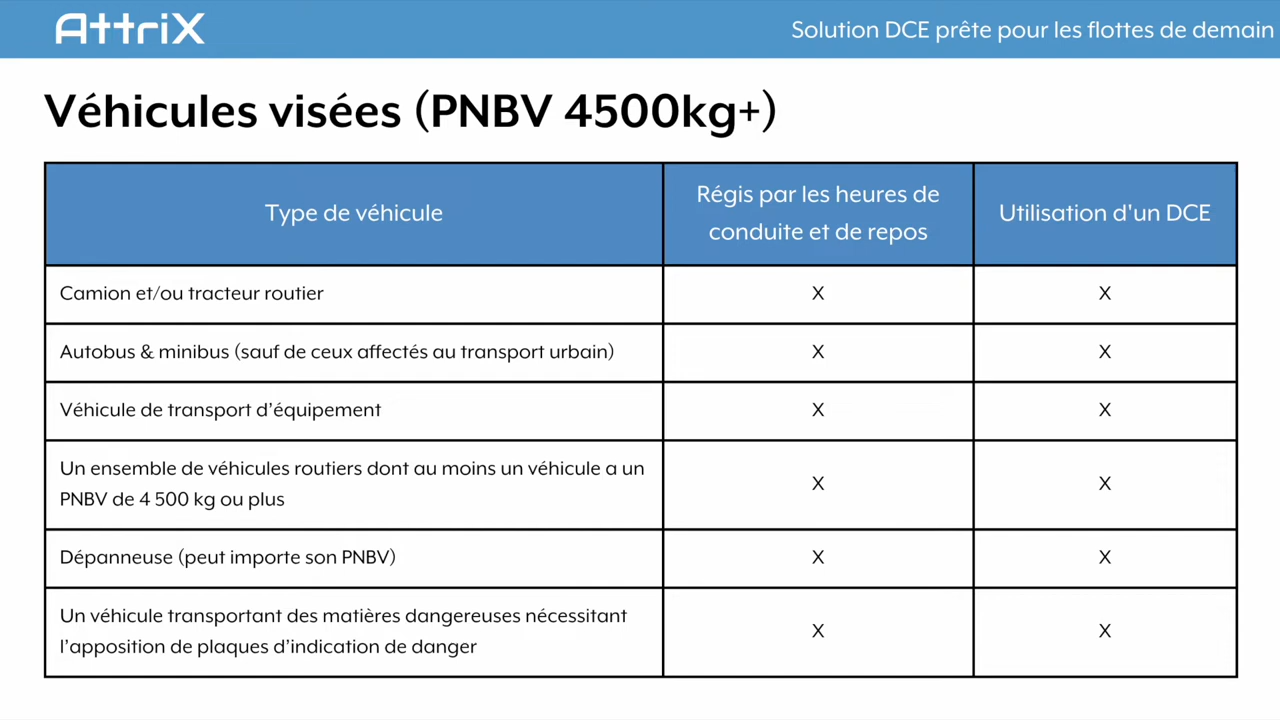 AttriX
Solution DCE prête pour les flottes de demain
Véhicules visées (PNBV 4500kg+)
Type de véhicule
Régis par les heures de
conduite et de repos
Utilisation d'un DCE
Camion et/ou tracteur routier
X
X
Autobus & minibus (sauf de ceux affectés au transport urbain)
X
X
Véhicule de transport d’équipement
X
X
Un ensemble de véhicules routiers dont au moins un véhicule a un
PNBV de 4 500 kg ou plus
X
X
Dépanneuse (peut importe son PNBV)
X
X
Un véhicule transportant des matières dangereuses nécessitant
l’apposition de plaques d’indication de danger
X
X